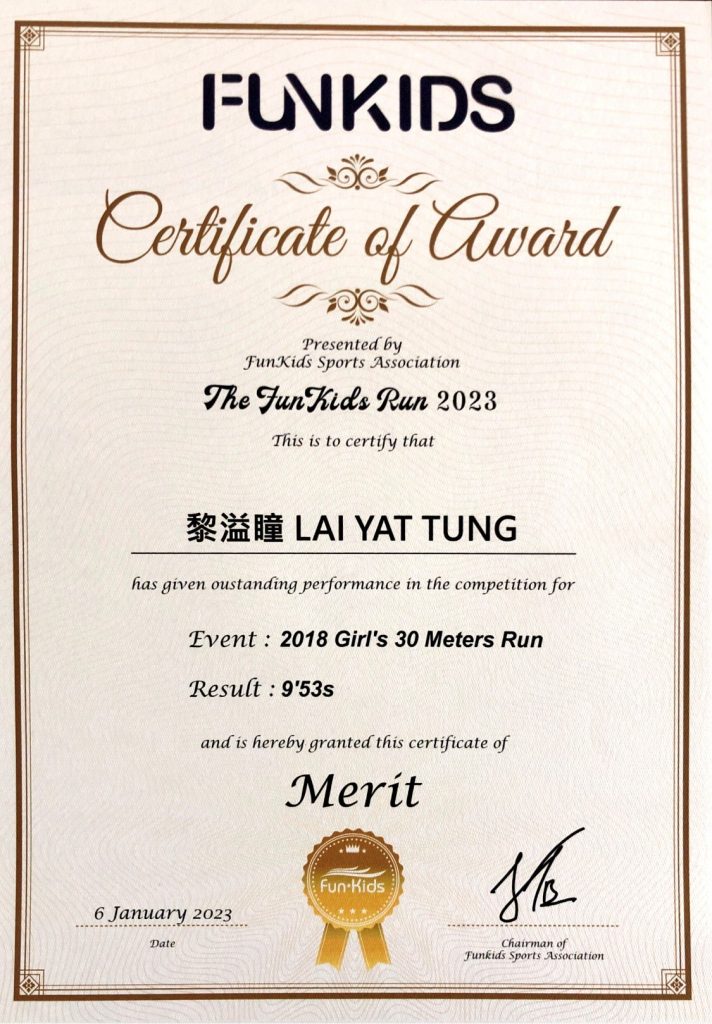 FUNKIDS
Certificate of Award
Presented by
FunKids Sports Association
The FunKids Run 2023
This is to certify that
黎溢瞳 LAI YAT TUNG
has given oustanding performance in the competition for
Event : 2018 Girl's 30 Meters Run
Result : 9'53s
and is hereby granted this certificate of
Merit
Fun·Kids
6 January 2023
Date
Chairman of
Funkids Sports Association